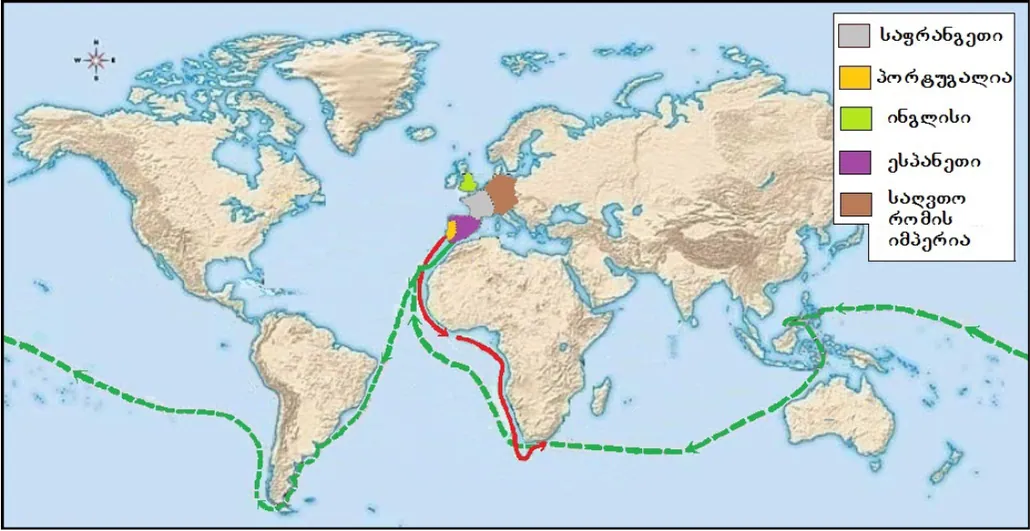 N
W E
S
საფრანგეთი
პორტუგალია
ინგლისი
ესპანეთი
საღვთო
რომის
იმპერია